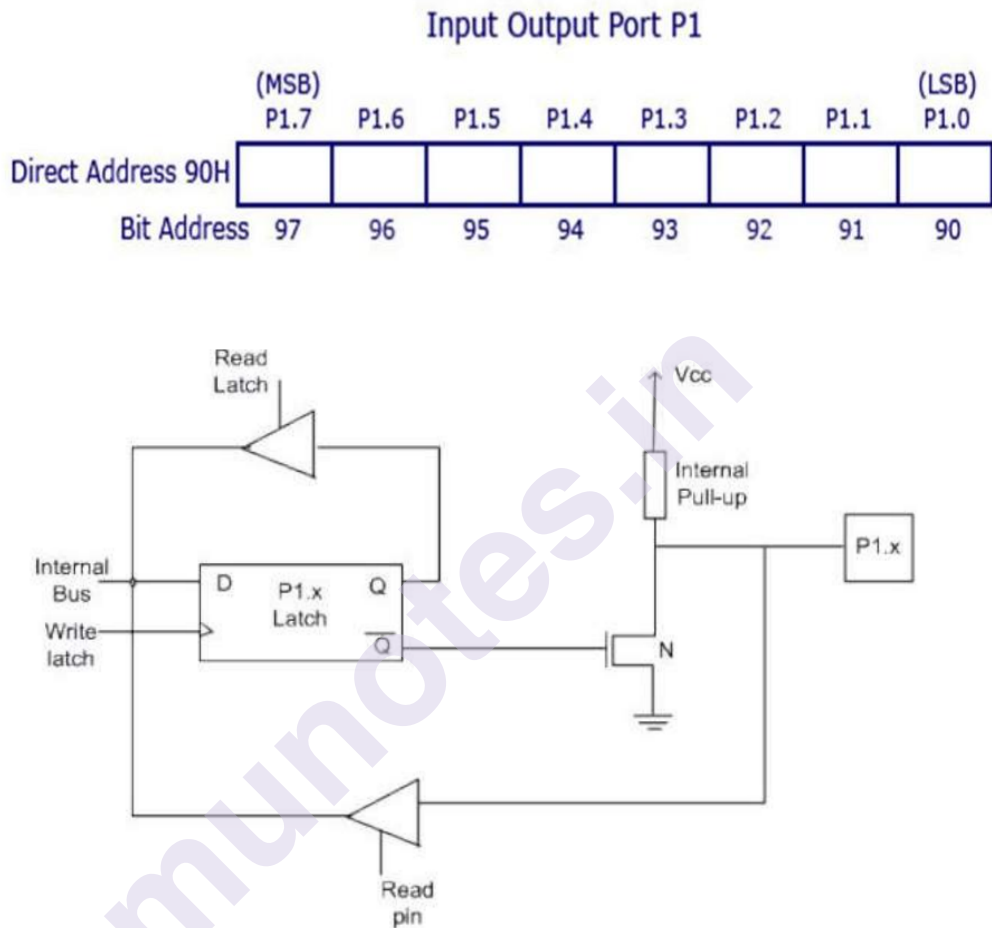 Input Output Port P1
(MSB) (LSB)
P1.7 P1.6 P1.5 P1.4 P1.3 P1.2 P1.1 P1.0
Direct Address 90H
Bit Address 97 96 95 94 93 92 91 90
Read
Latch
Vcc
Internal
Pull-up
P1.x
Internal
Bus
D
P1.x
Latch
Q
Write
latch
Q̅
N
Read
pin
munotes.in